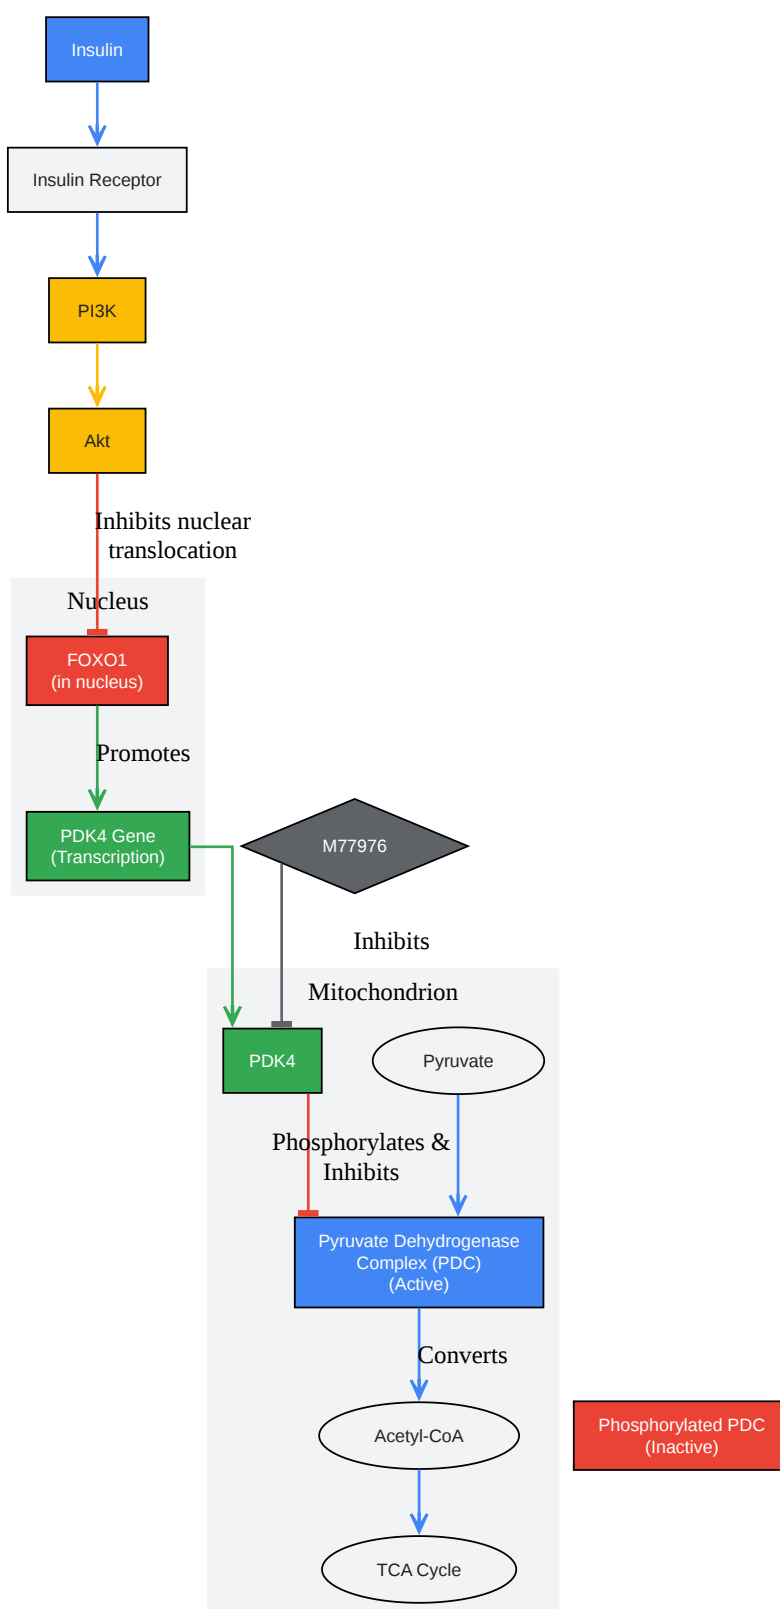 Insulin
Insulin Receptor
PI3K
Akt
Inhibits nuclear
translocation
Nucleus
FOXO1
(in nucleus)
Promotes
PDK4 Gene
(Transcription)
M77976
Inhibits
Mitochondrion
PDK4
Pyruvate
Phosphorylates &
Inhibits
Pyruvate Dehydrogenase
Complex (PDC)
(Active)
Converts
Acetyl-CoA
Phosphorylated PDC
(Inactive)
TCA Cycle